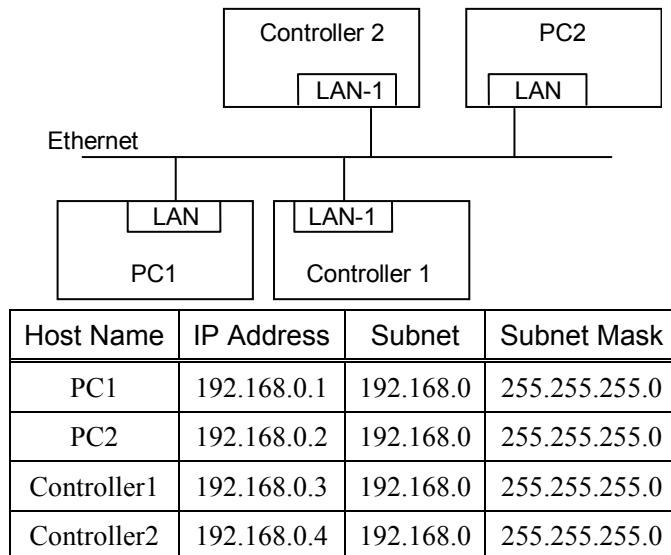 Controller 2 PC2
LAN-1 LAN
Ethernet
LAN LAN-1
PC1 Controller 1
Host Name IP Address Subnet Subnet Mask
PC1 192.168.0.1 192.168.0 255.255.255.0
PC2 192.168.0.2 192.168.0 255.255.255.0
Controller1 192.168.0.3 192.168.0 255.255.255.0
Controller2 192.168.0.4 192.168.0 255.255.255.0